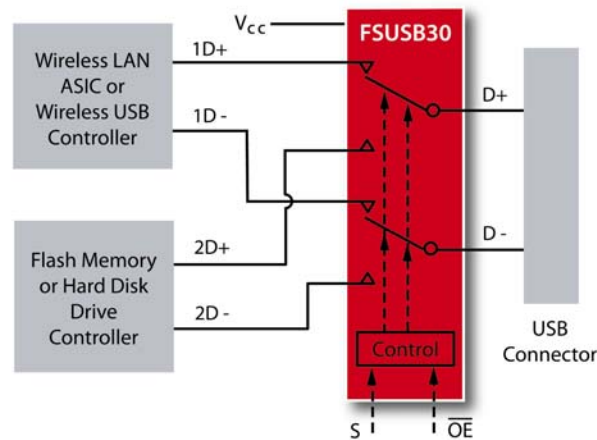 VCC
FSUSB30
1D+
Wireless LAN
ASIC or
Wireless USB
Controller
D+
1D -
2D+
D -
Flash Memory
or Hard Disk
Drive
Controller
2D -
USB
Connector
Control
S
OE